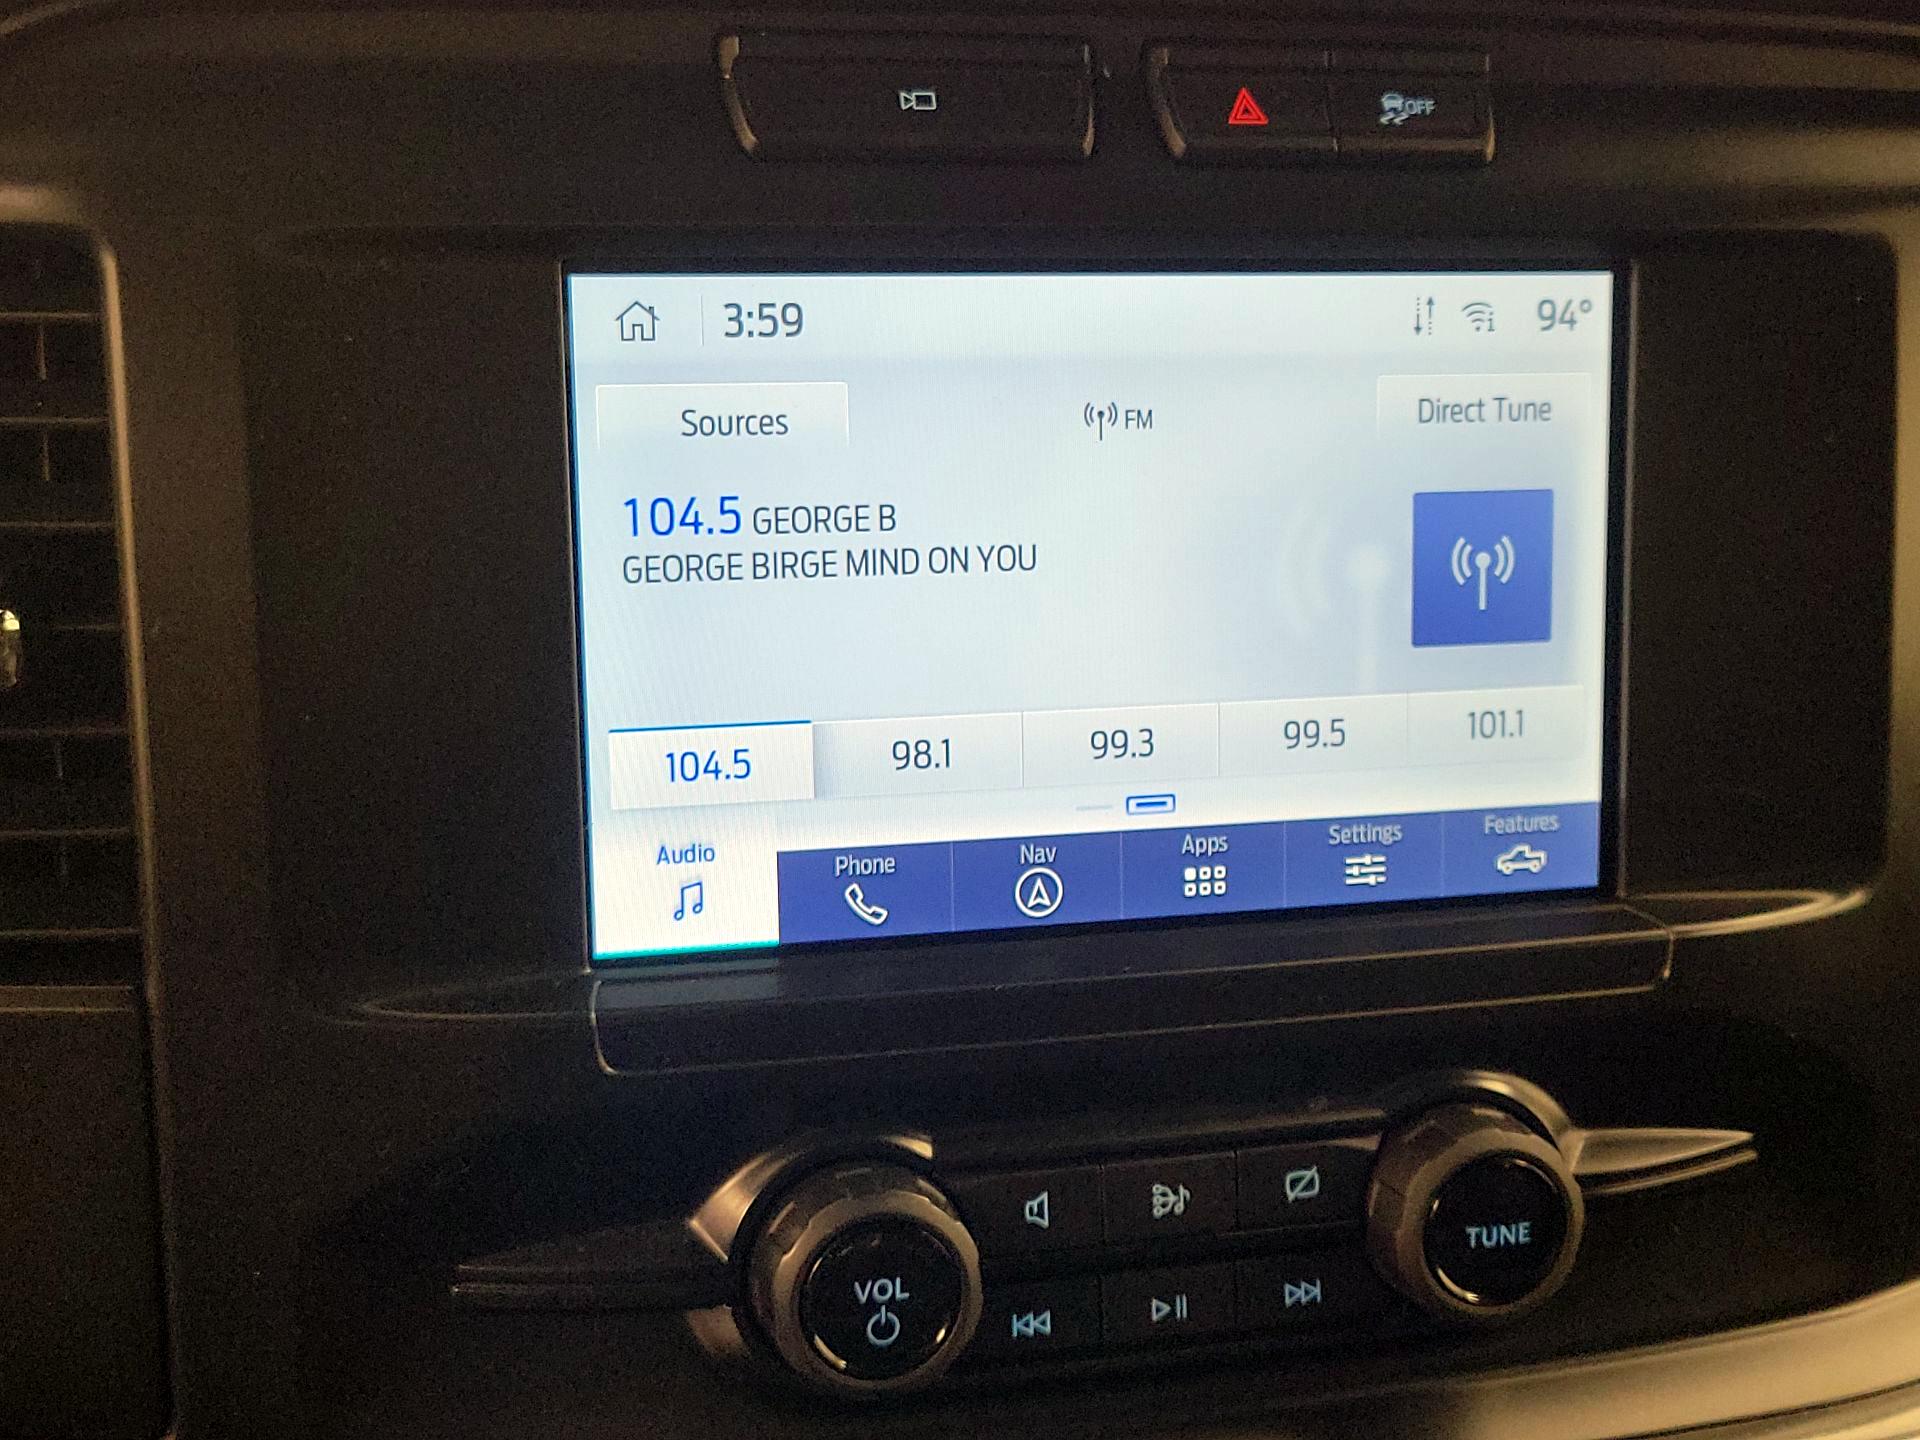 OFF
3:59 94°
Sources FM Direct Tune
104.5 GEORGE B
GEORGE BIRGE MIND ON YOU
104.5 98.1 99.3 99.5 101.1
Audio Phone Nav Apps Settings Features
VOL
TUNE